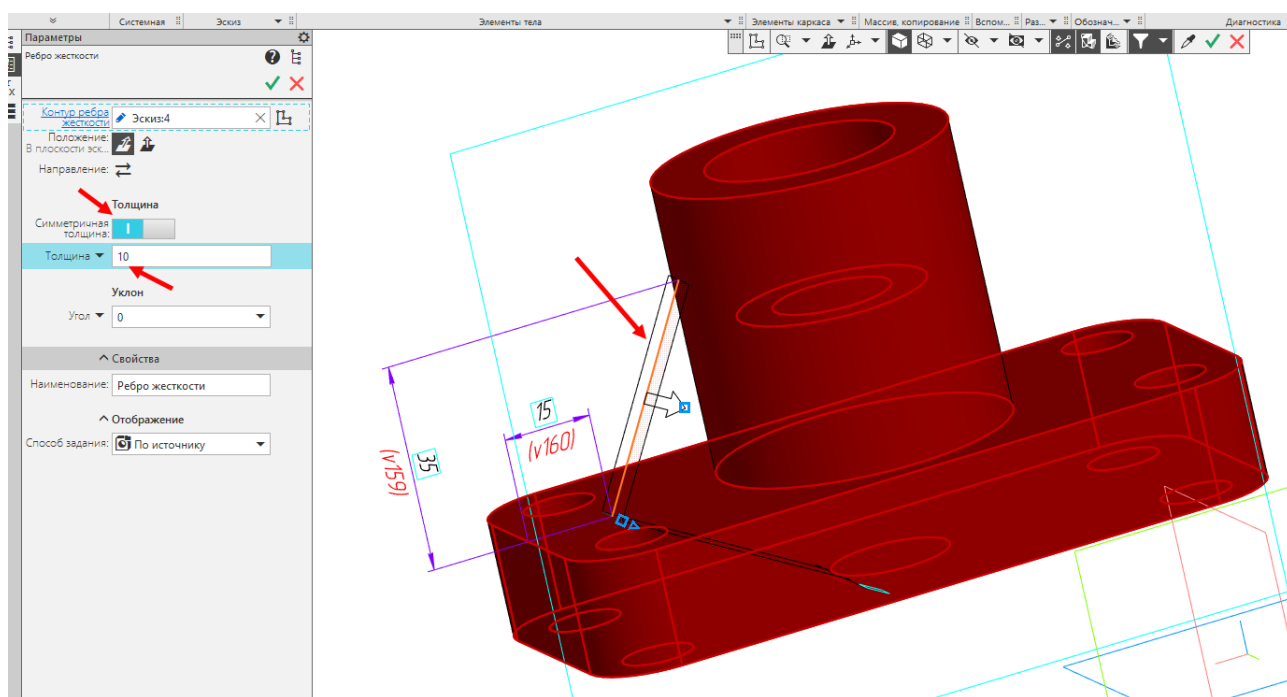 Системная Эскиз Элементы тела Элементы каркаса Массив, копирование Вспом... Раз... Обознач... Диагностика
Параметры
Ребро жесткости
Контур ребра
жесткости
Эскиз:4
Положение:
В плоскости эск...
Направление:
Толщина
Симметричная
толщина:
Толщина 10
Уклон
Угол 0
Свойства
Наименование: Ребро жесткости
Отображение
Способ задания: По источнику
15
(v160)
35
(v159)